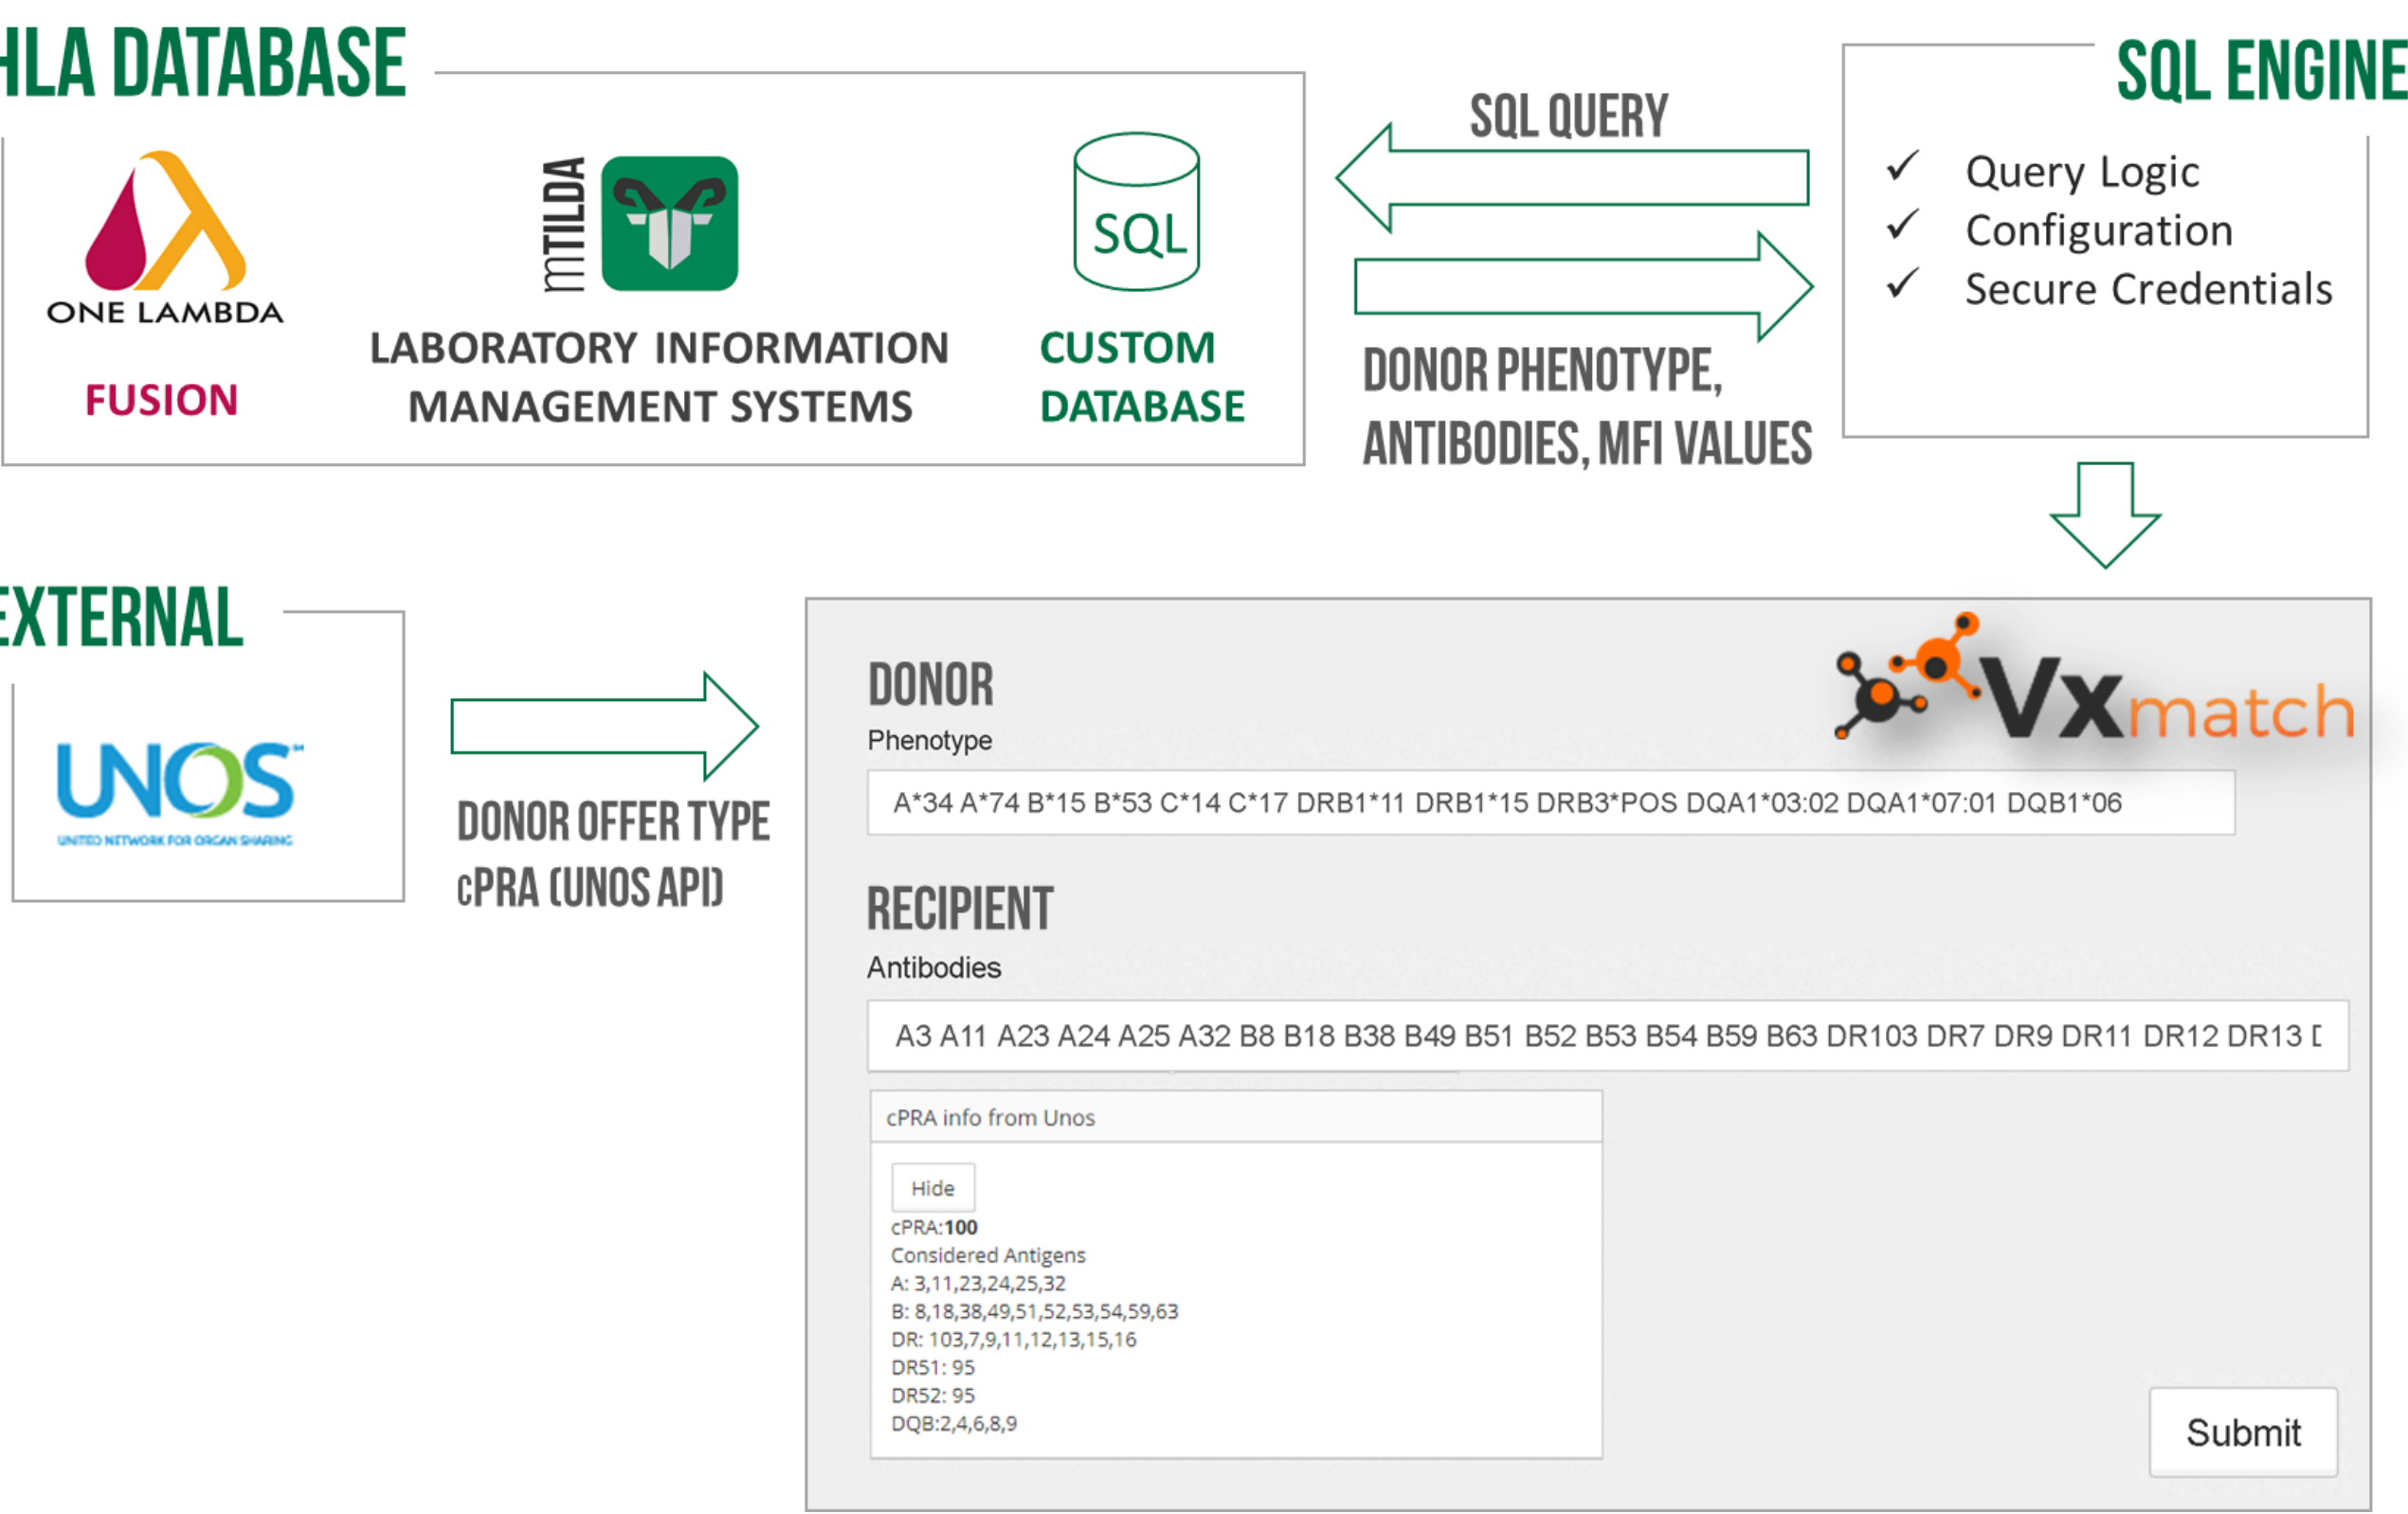 HLA DATABASE
SQL ENGINE
SQL QUERY
mTILDA
SQL
ONE LAMBDA
FUSION
LABORATORY INFORMATION
MANAGEMENT SYSTEMS
CUSTOM
DATABASE
DONOR PHENOTYPE,
ANTIBODIES, MFI VALUES
✓ Query Logic
✓ Configuration
✓ Secure Credentials
EXTERNAL
UNOS
UNITED NETWORK FOR ORGAN SHARING
DONOR OFFER TYPE
cPRA (UNOS API)
Vxmatch
DONOR
Phenotype
A*34 A*74 B*15 B*53 C*14 C*17 DRB1*11 DRB1*15 DRB3*POS DQA1*03:02 DQA1*07:01 DQB1*06
RECIPIENT
Antibodies
A3 A11 A23 A24 A25 A32 B8 B18 B38 B49 B51 B52 B53 B54 B59 B63 DR103 DR7 DR9 DR11 DR12 DR13
cPRA info from Unos
Hide
cPRA:100
Considered Antigens
A: 3,11,23,24,25,32
B: 8,18,38,49,51,52,53,54,59,63
DR: 103,7,9,11,12,13,15,16
DR51: 95
DR52: 95
DQB:2,4,6,8,9
Submit